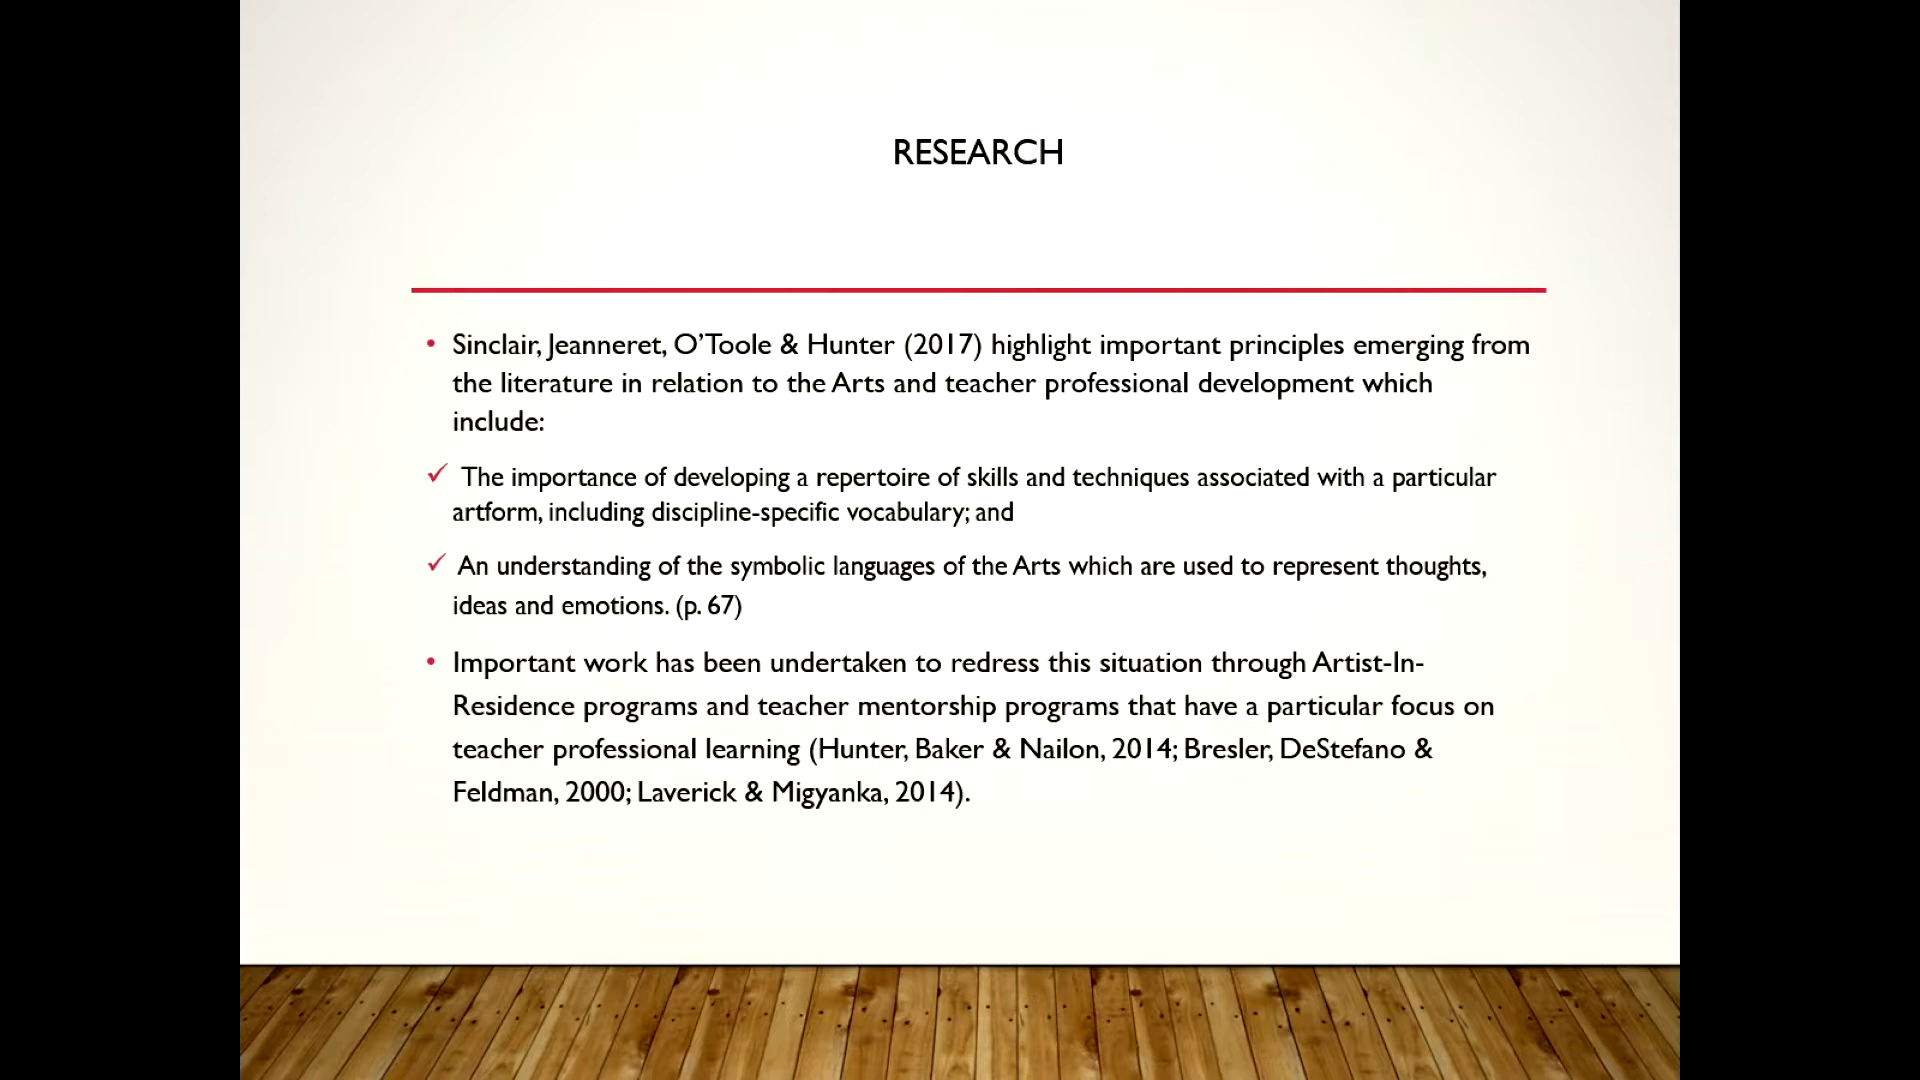 RESEARCH
• Sinclair, Jeanneret, O’Toole & Hunter (2017) highlight important principles emerging from
the literature in relation to the Arts and teacher professional development which
include:
✓ The importance of developing a repertoire of skills and techniques associated with a particular
artform, including discipline-specific vocabulary; and
✓ An understanding of the symbolic languages of the Arts which are used to represent thoughts,
ideas and emotions. (p. 67)
• Important work has been undertaken to redress this situation through Artist-In-
Residence programs and teacher mentorship programs that have a particular focus on
teacher professional learning (Hunter, Baker & Nailon, 2014; Bresler, DeStefano &
Feldman, 2000; Laverick & Migyanka, 2014).